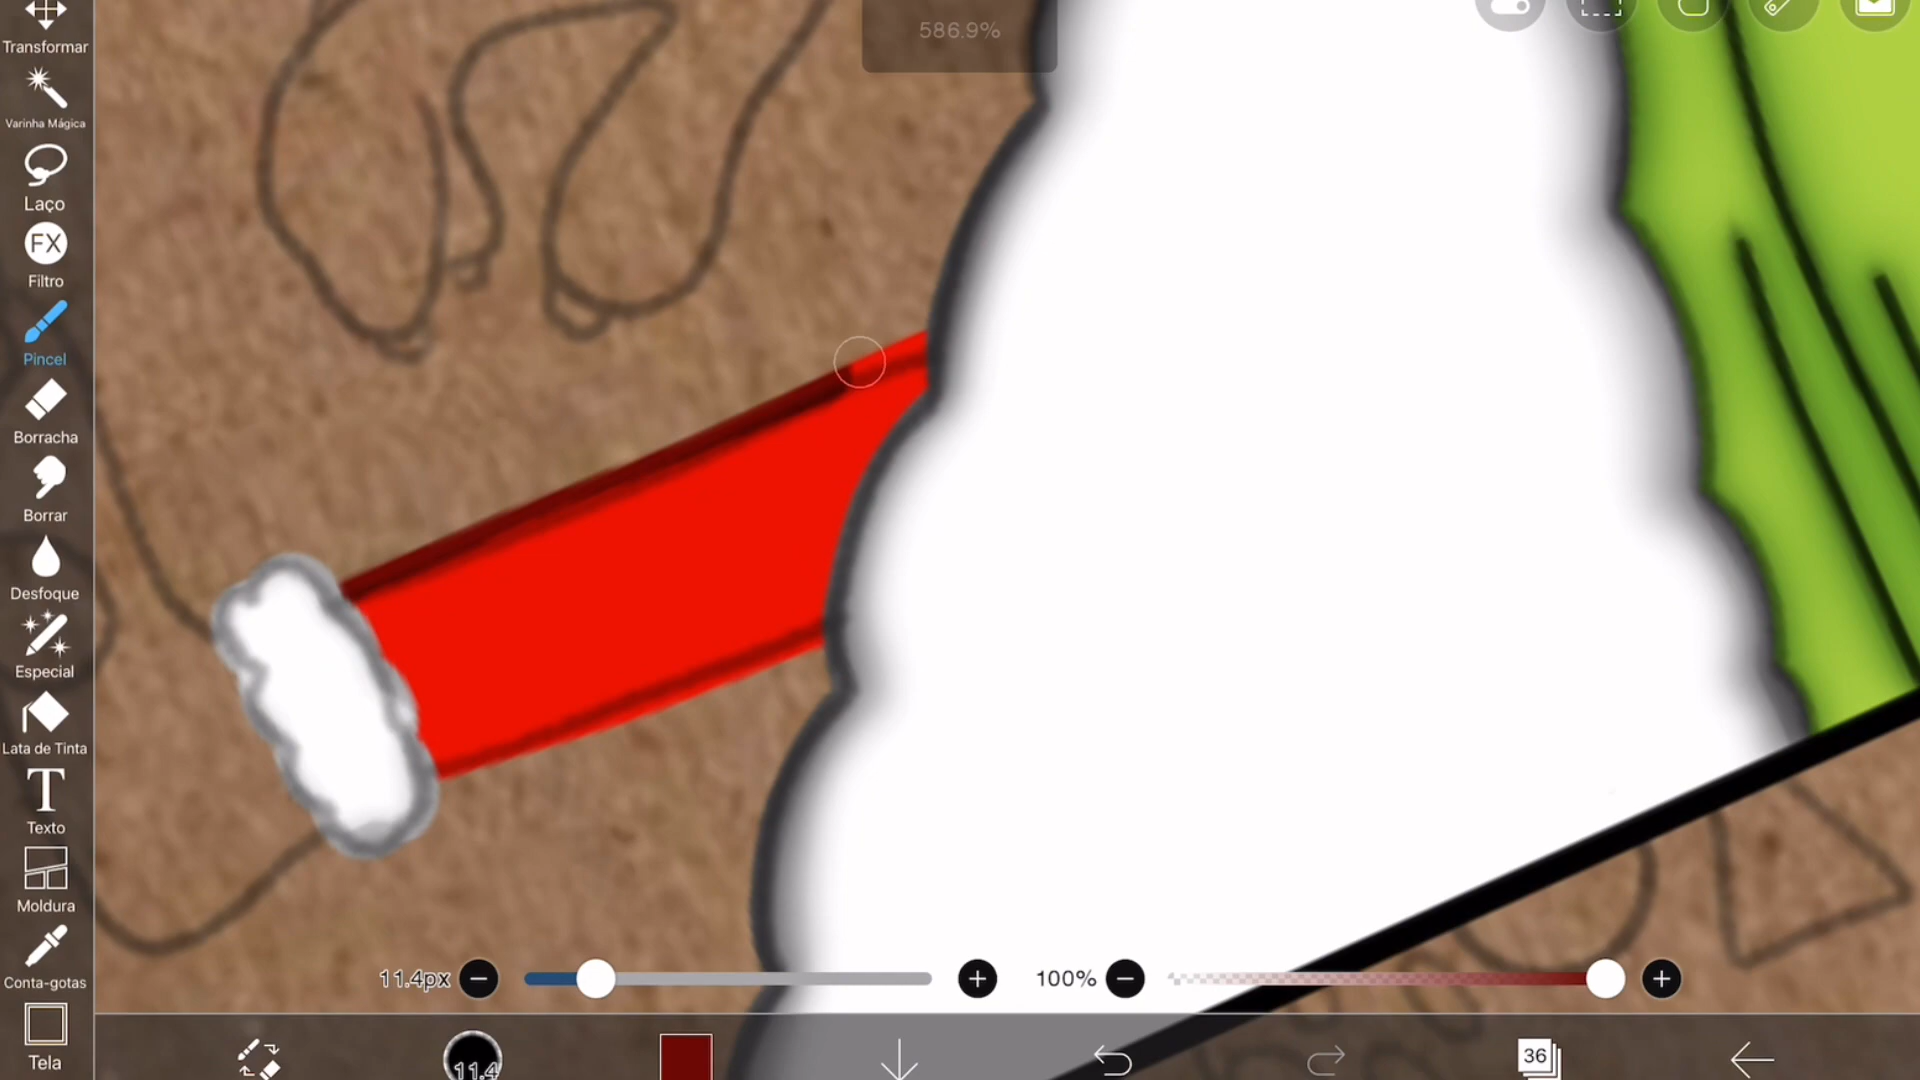 586.9%
Transformar
Varinha Mágica
Laço
FX
Filtro
Pincel
Borracha
Borrar
Desfoque
Especial
Lata de Tinta
T
Texto
Moldura
Conta-gotas
Tela
11.4px
100%
11.4
36